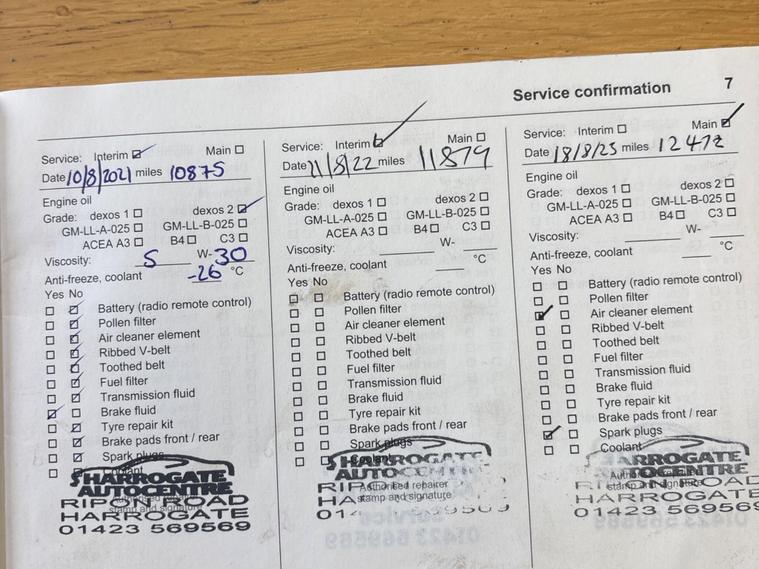 Service confirmation 7
Service: Interim ☑ Main ☐
Date 10/8/2021 miles 10875
Engine oil
Grade: dexos 1 ☐ dexos 2 ☑
GM-LL-A-025 ☐ GM-LL-B-025 ☐
ACEA A3 ☐ B4 ☐ C3 ☐
Viscosity: 5 W-30
Anti-freeze, coolant -26 °C
Yes No
☐ ☑ Battery (radio remote control)
☐ ☑ Pollen filter
☐ ☑ Air cleaner element
☐ ☑ Ribbed V-belt
☐ ☑ Toothed belt
☐ ☑ Fuel filter
☐ ☑ Transmission fluid
☑ ☐ Brake fluid
☐ ☑ Tyre repair kit
☐ ☑ Brake pads front / rear
☐ ☑ Spark plugs
Coolant
HARROGATE
AUTOCENTRE
RIPON ROAD
HARROGATE
stamp and signature
01423 569569
Service: Interim ☑ Main ☐
Date 11/8/22 miles 11879
Engine oil
Grade: dexos 1 ☐ dexos 2 ☐
GM-LL-A-025 ☐ GM-LL-B-025 ☐
ACEA A3 ☐ B4 ☐ C3 ☐
Viscosity: W-
Anti-freeze, coolant °C
Yes No
☐ ☐ Battery (radio remote control)
☐ ☐ Pollen filter
☐ ☐ Air cleaner element
☐ ☐ Ribbed V-belt
☐ ☐ Toothed belt
☐ ☐ Fuel filter
☐ ☐ Transmission fluid
☐ ☐ Brake fluid
☐ ☐ Tyre repair kit
☐ ☐ Brake pads front / rear
☐ ☐ Spark plugs
HARROGATE
AUTOCENTRE
Authorised repairer
stamp and signature
Service: Interim ☐ Main ☑
Date 18/8/23 miles 12472
Engine oil
Grade: dexos 1 ☐ dexos 2 ☐
GM-LL-A-025 ☐ GM-LL-B-025 ☐
ACEA A3 ☐ B4 ☐ C3 ☐
Viscosity: W-
Anti-freeze, coolant °C
Yes No
☐ ☐ Battery (radio remote control)
☐ ☐ Pollen filter
☑ ☐ Air cleaner element
☐ ☐ Ribbed V-belt
☐ ☐ Toothed belt
☐ ☐ Fuel filter
☐ ☐ Transmission fluid
☐ ☐ Brake fluid
☐ ☐ Tyre repair kit
☐ ☐ Brake pads front / rear
☑ ☐ Spark plugs
☐ ☐ Coolant
HARROGATE
AUTOCENTRE
stamp and signature
HARROGATE
01423 569569